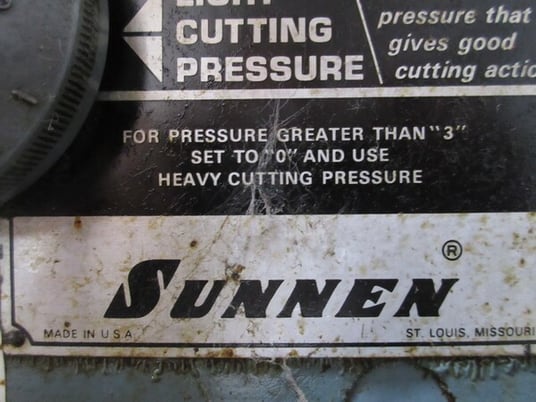 LIGHT
CUTTING
PRESSURE
pressure that
gives good
cutting actio
FOR PRESSURE GREATER THAN "3"
SET TO "0" AND USE
HEAVY CUTTING PRESSURE
SUNNEN ®
MADE IN U.S.A.
ST. LOUIS, MISSOURI